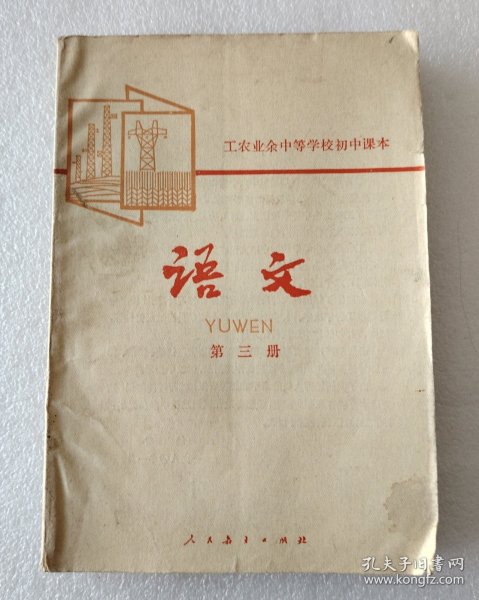 工农业余中等学校初中课本
语文
YUWEN
第三册
人民教育出版社
孔夫子旧书网
www.kongfz.com